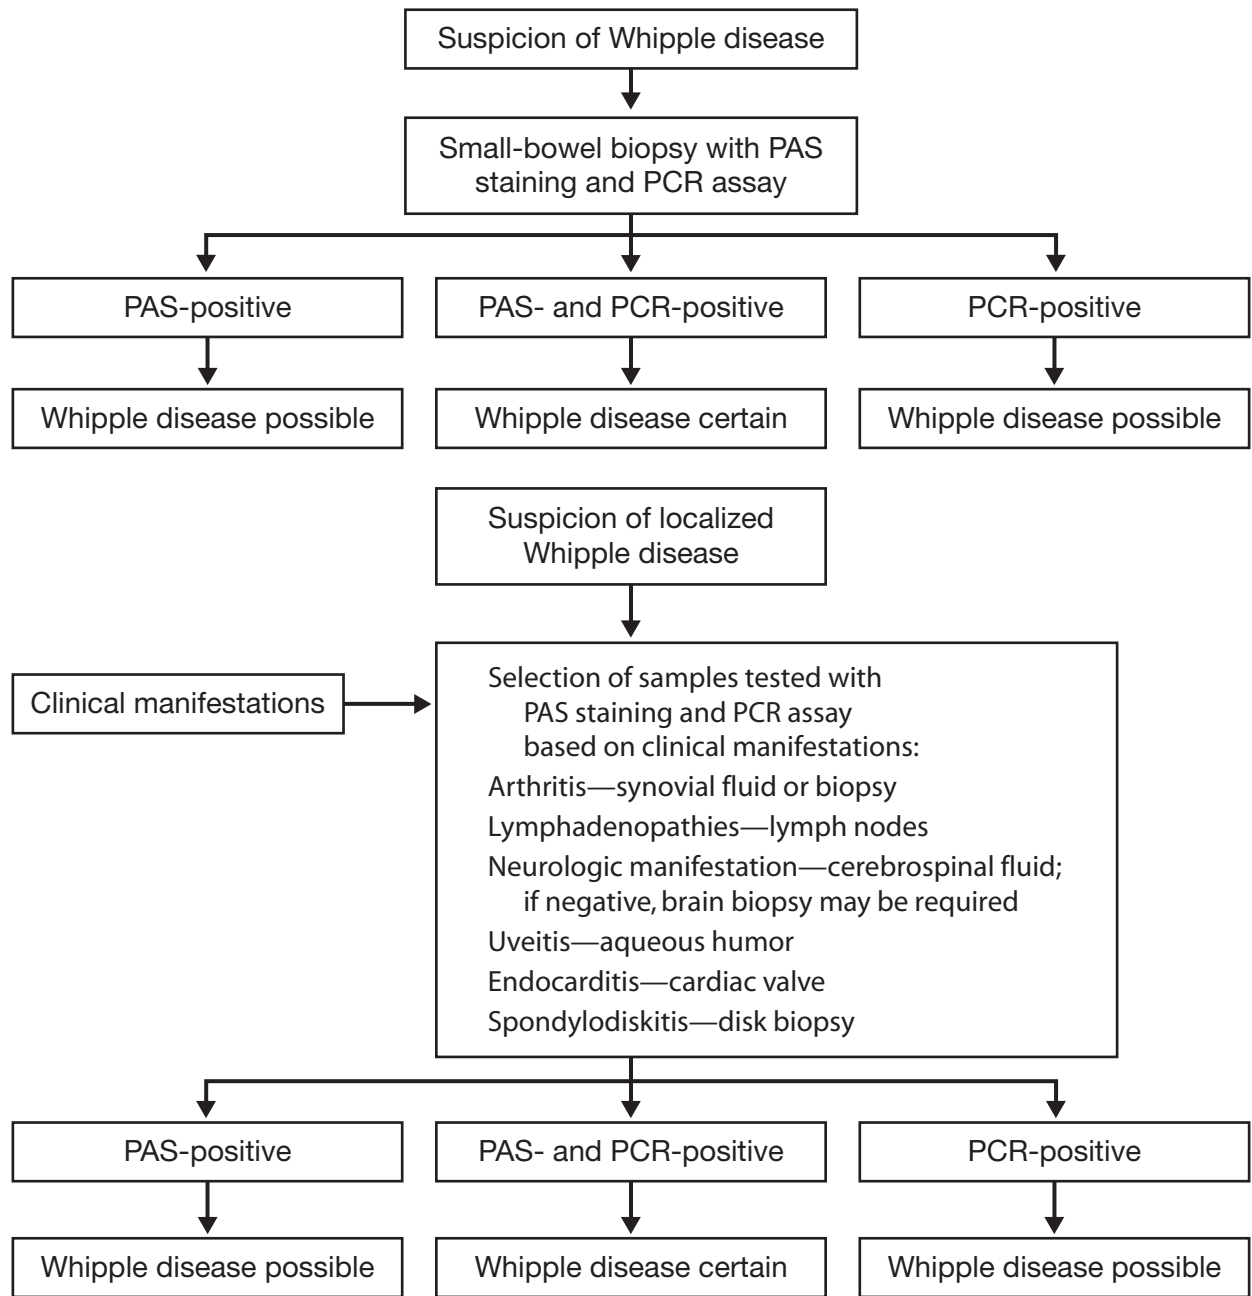 Suspicion of Whipple disease
Small-bowel biopsy with PAS
staining and PCR assay
PAS-positive
PAS- and PCR-positive
PCR-positive
Whipple disease possible
Whipple disease certain
Whipple disease possible
Suspicion of localized
Whipple disease
Clinical manifestations
Selection of samples tested with
PAS staining and PCR assay
based on clinical manifestations:
Arthritis—synovial fluid or biopsy
Lymphadenopathies—lymph nodes
Neurologic manifestation—cerebrospinal fluid;
if negative, brain biopsy may be required
Uveitis—aqueous humor
Endocarditis—cardiac valve
Spondylodiskitis—disk biopsy
PAS-positive
PAS- and PCR-positive
PCR-positive
Whipple disease possible
Whipple disease certain
Whipple disease possible